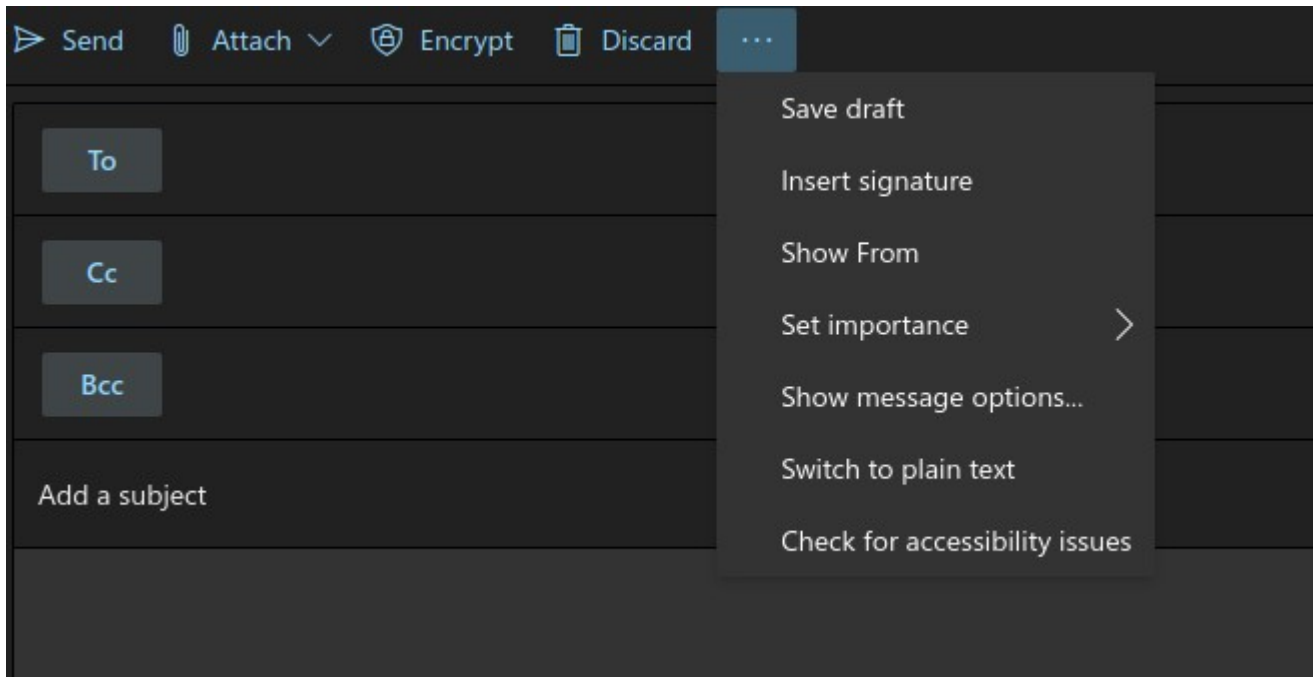 Send Attach Encrypt Discard ...
Save draft
To
Insert signature
Show From
Cc
Set importance
Bcc
Show message options...
Switch to plain text
Add a subject
Check for accessibility issues